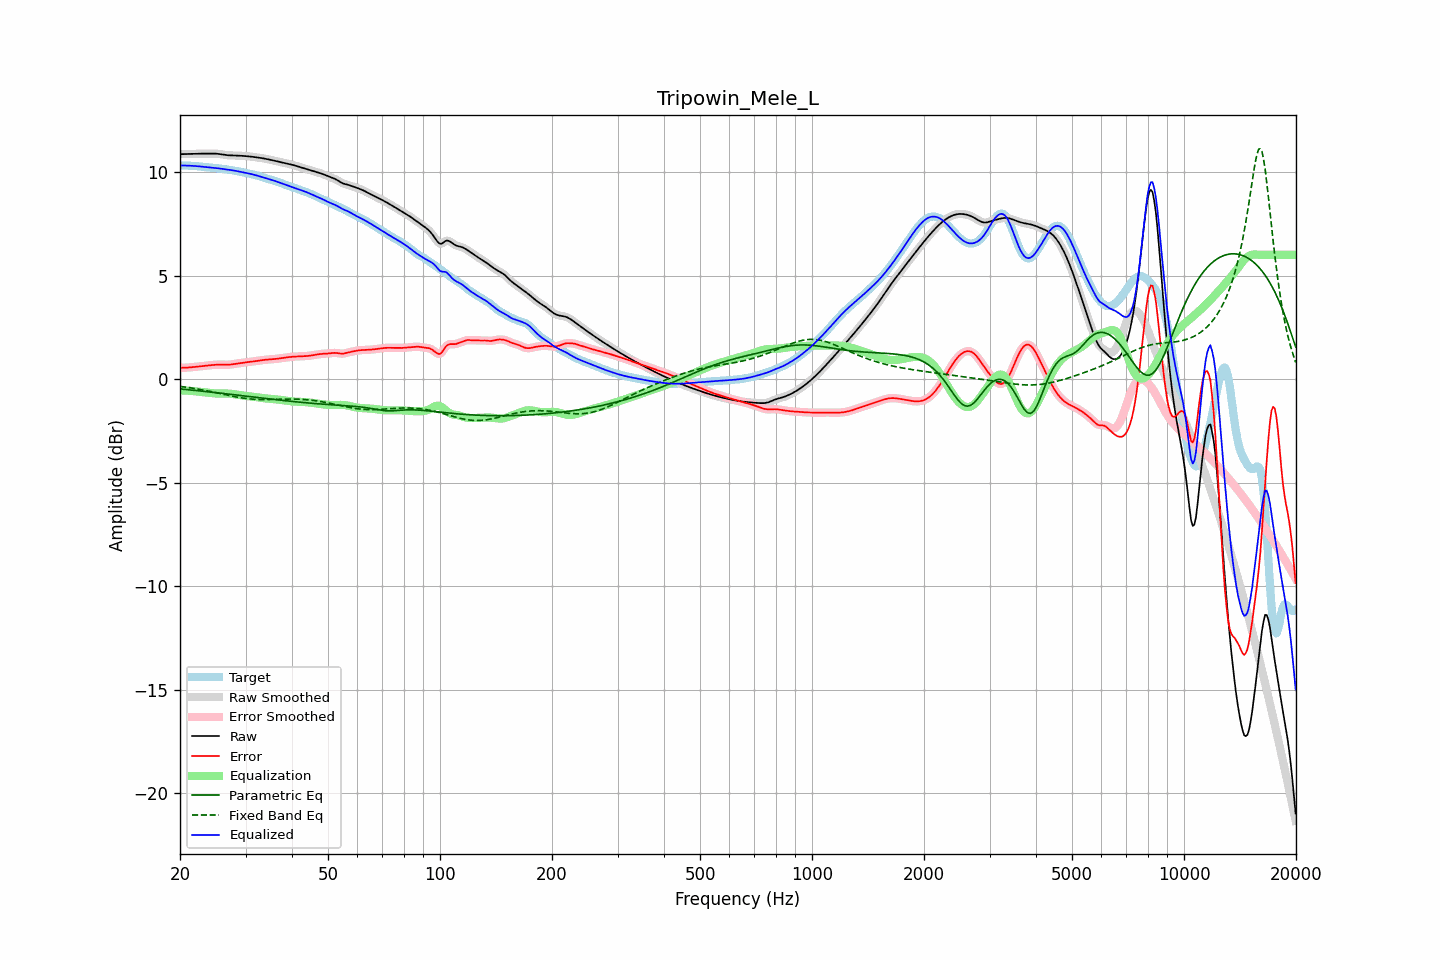 Tripowin_Mele_L
Amplitude (dBr)
10
5
0
−5
−10
−15
−20
Target
Raw Smoothed
Error Smoothed
Raw
Error
Equalization
Parametric Eq
Fixed Band Eq
Equalized
20 50 100 200 500 1000 2000 5000 10000 20000
Frequency (Hz)